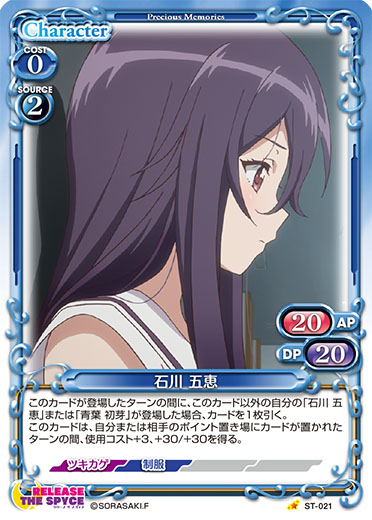 Precious Memories
Character
COST
0
SOURCE
2
20 AP
DP 20
石川 五恵
このカードが登場したターンの間に、このカード以外の自分の「石川 五
恵」または「青葉 初芽」が登場した場合、カードを1枚引く。
このカードは、自分または相手のポイント置き場にカードが置かれた
ターンの間、使用コスト+3、+30/+30を得る。
ツキカゲ 制服
RELEASE
THE SPYCE
©SORASAKI.F
ST-021